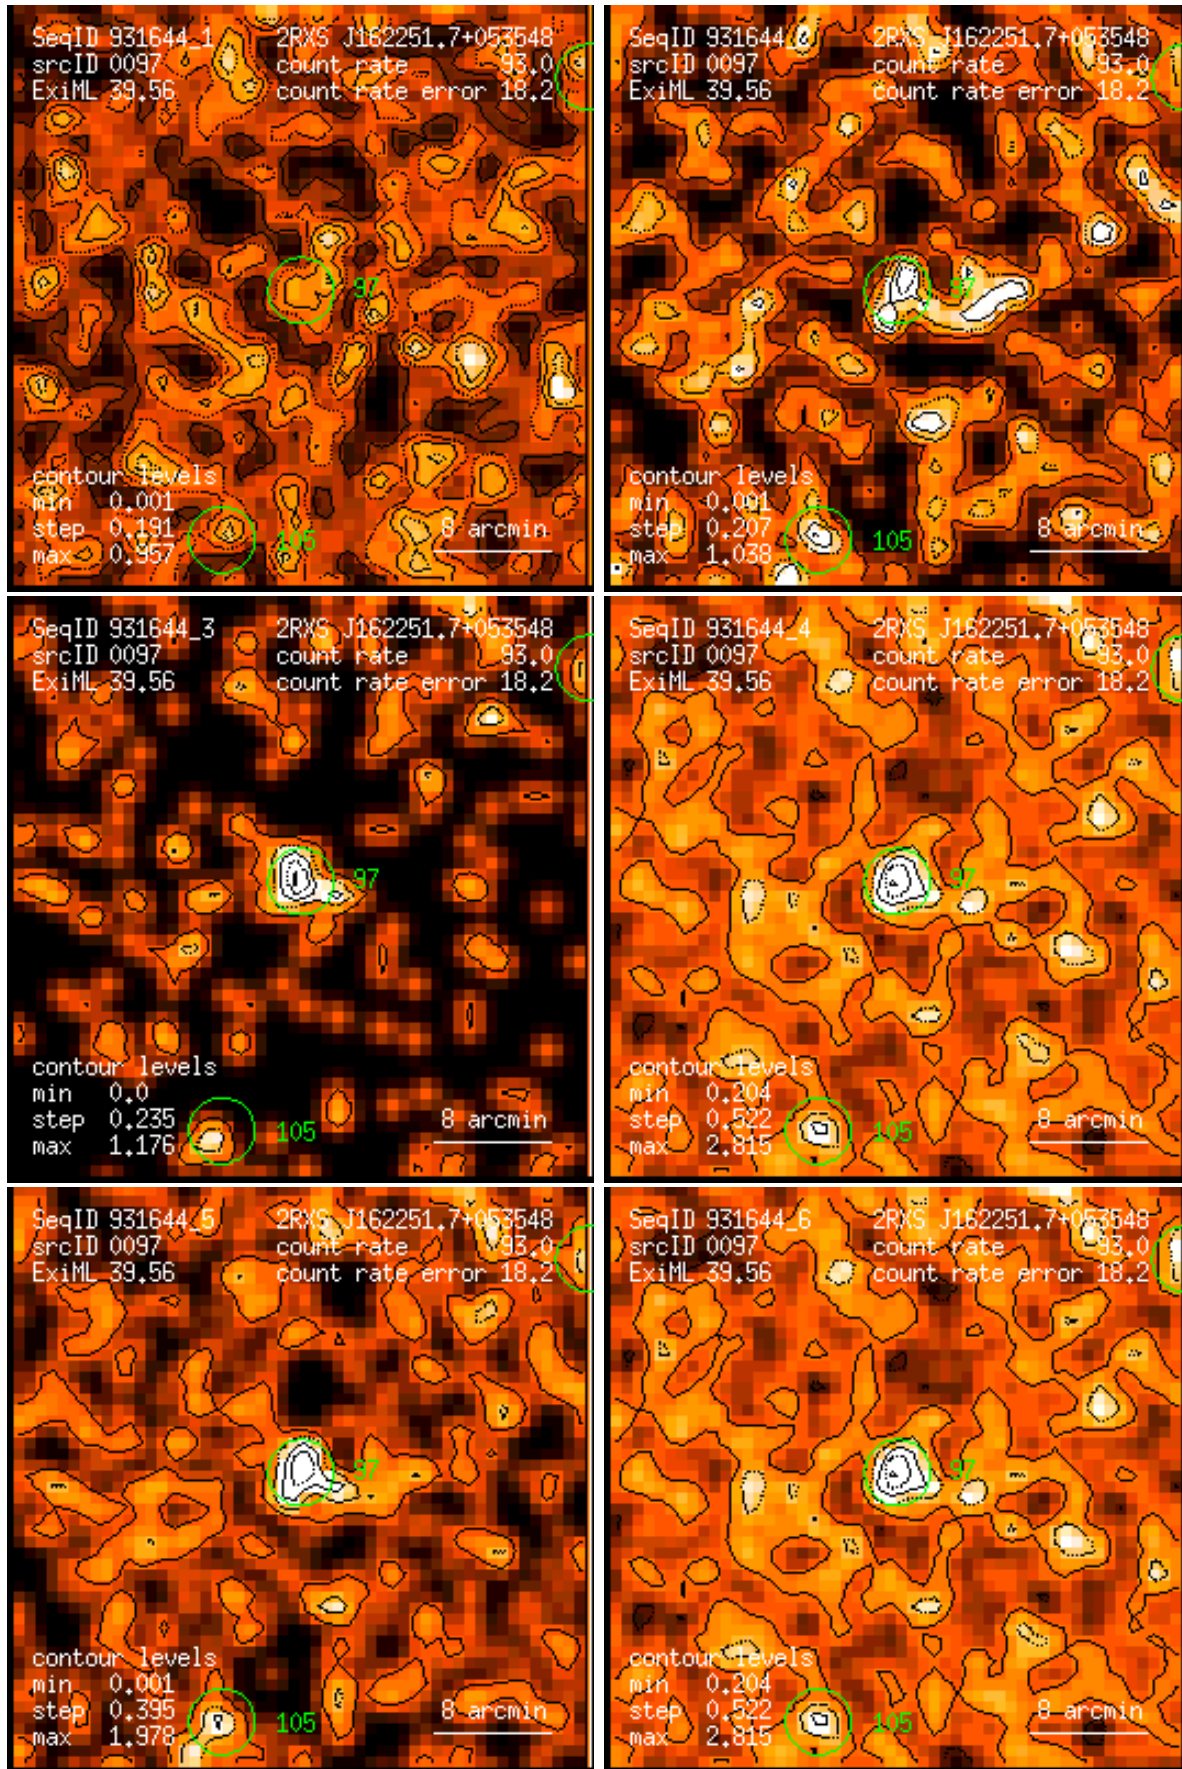 SeqID 931644_1 2RXS J162251.7+053548
srcID 0097 count rate 93.0
ExiML 39.56 count rate error 18.2
97
contour levels
min 0.001
step 0.191 8 arcmin
105
max 0.957
SeqID 931644_2 2RXS J162251.7+053548
srcID 0097 count rate 93.0
ExiML 39.56 count rate error 18.2
97
contour levels
min 0.001
step 0.207 8 arcmin
105
max 1.038
SeqID 931644_3 2RXS J162251.7+053548
srcID 0097 count rate 93.0
ExiML 39.56 count rate error 18.2
97
contour levels
min 0.0
step 0.235 8 arcmin
105
max 1.176
SeqID 931644_4 2RXS J162251.7+053548
srcID 0097 count rate 93.0
ExiML 39.56 count rate error 18.2
97
contour levels
min 0.204
step 0.522 8 arcmin
105
max 2.815
SeqID 931644_5 2RXS J162251.7+053548
srcID 0097 count rate 93.0
ExiML 39.56 count rate error 18.2
97
contour levels
min 0.001
step 0.395 8 arcmin
105
max 1.978
SeqID 931644_6 2RXS J162251.7+053548
srcID 0097 count rate 93.0
ExiML 39.56 count rate error 18.2
97
contour levels
min 0.204
step 0.522 8 arcmin
105
max 2.815